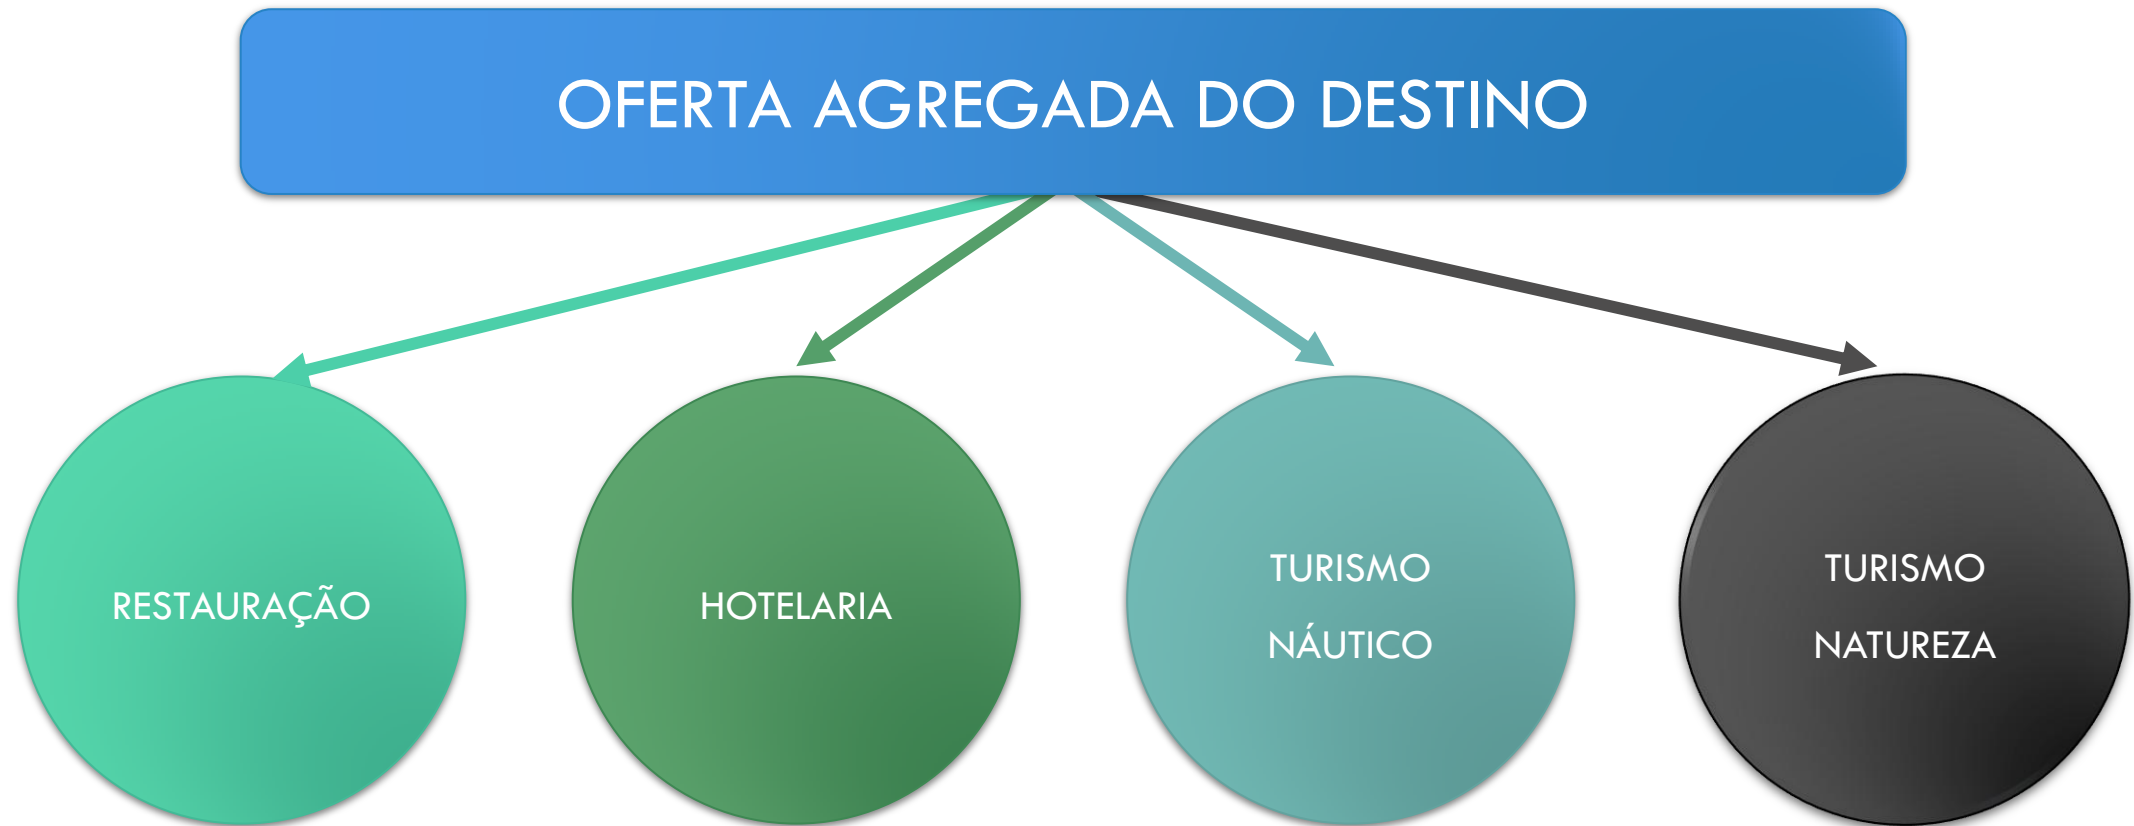 OFERTA AGREGADA DO DESTINO
RESTAURAÇÃO
HOTELARIA
TURISMO
NÁUTICO
TURISMO
NATUREZA